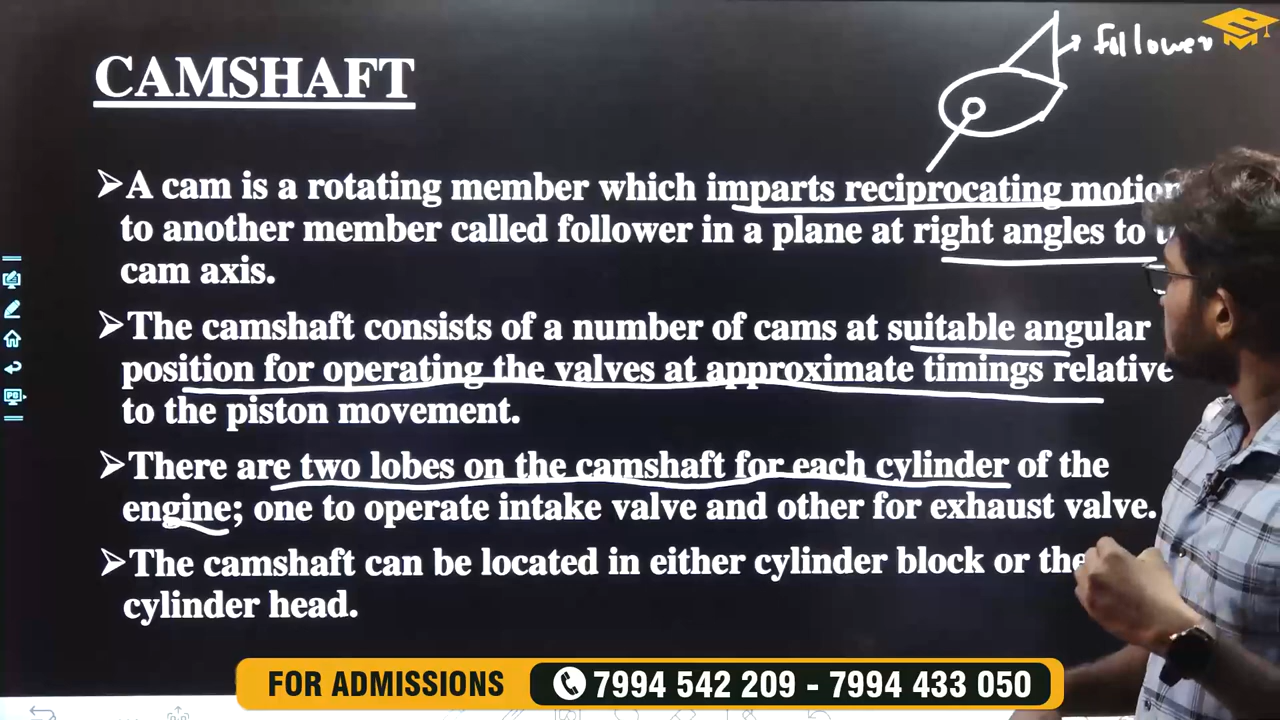 CAMSHAFT
Follower
➤A cam is a rotating member which imparts reciprocating motion
to another member called follower in a plane at right angles to
cam axis.
➤The camshaft consists of a number of cams at suitable angular
position for operating the valves at approximate timings relative
to the piston movement.
➤There are two lobes on the camshaft for each cylinder of the
engine; one to operate intake valve and other for exhaust valve.
➤The camshaft can be located in either cylinder block or the
cylinder head.
FOR ADMISSIONS 7994 542 209 - 7994 433 050